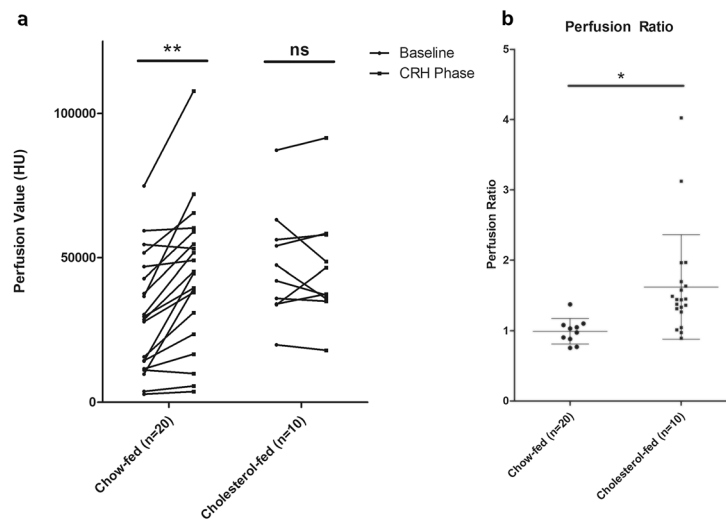 a
**
ns
Baseline
CRH Phase
Perfusion Value (HU)
100000
50000
0
Chow-fed (n=20)
Cholesterol-fed (n=10)
b
Perfusion Ratio
*
Perfusion Ratio
5
4
3
2
1
0
Chow-fed (n=20)
Cholesterol-fed (n=10)